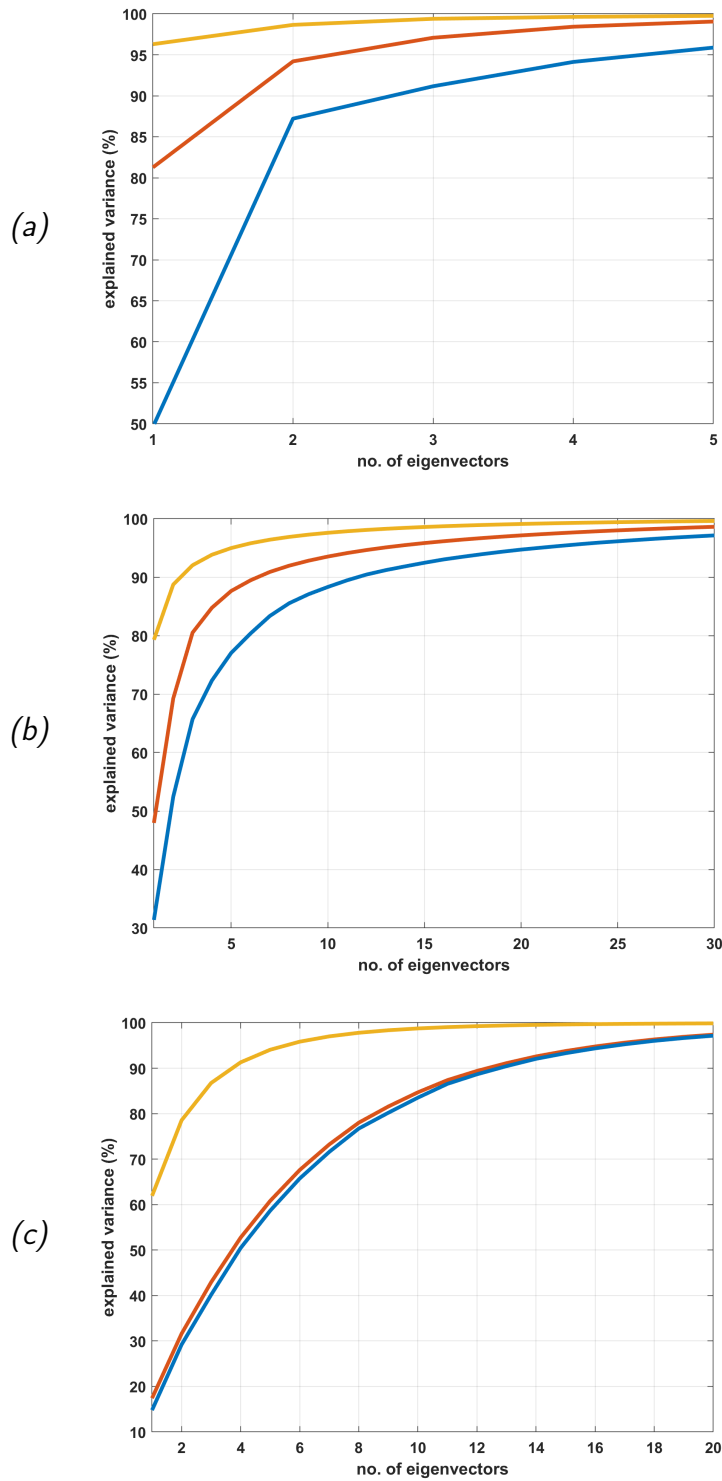 (a)
explained variance (%)
100
95
90
85
80
75
70
65
60
55
50
1 2 3 4 5
no. of eigenvectors
(b)
explained variance (%)
100
90
80
70
60
50
40
30
5 10 15 20 25 30
no. of eigenvectors
(c)
explained variance (%)
100
90
80
70
60
50
40
30
20
10
2 4 6 8 10 12 14 16 18 20
no. of eigenvectors